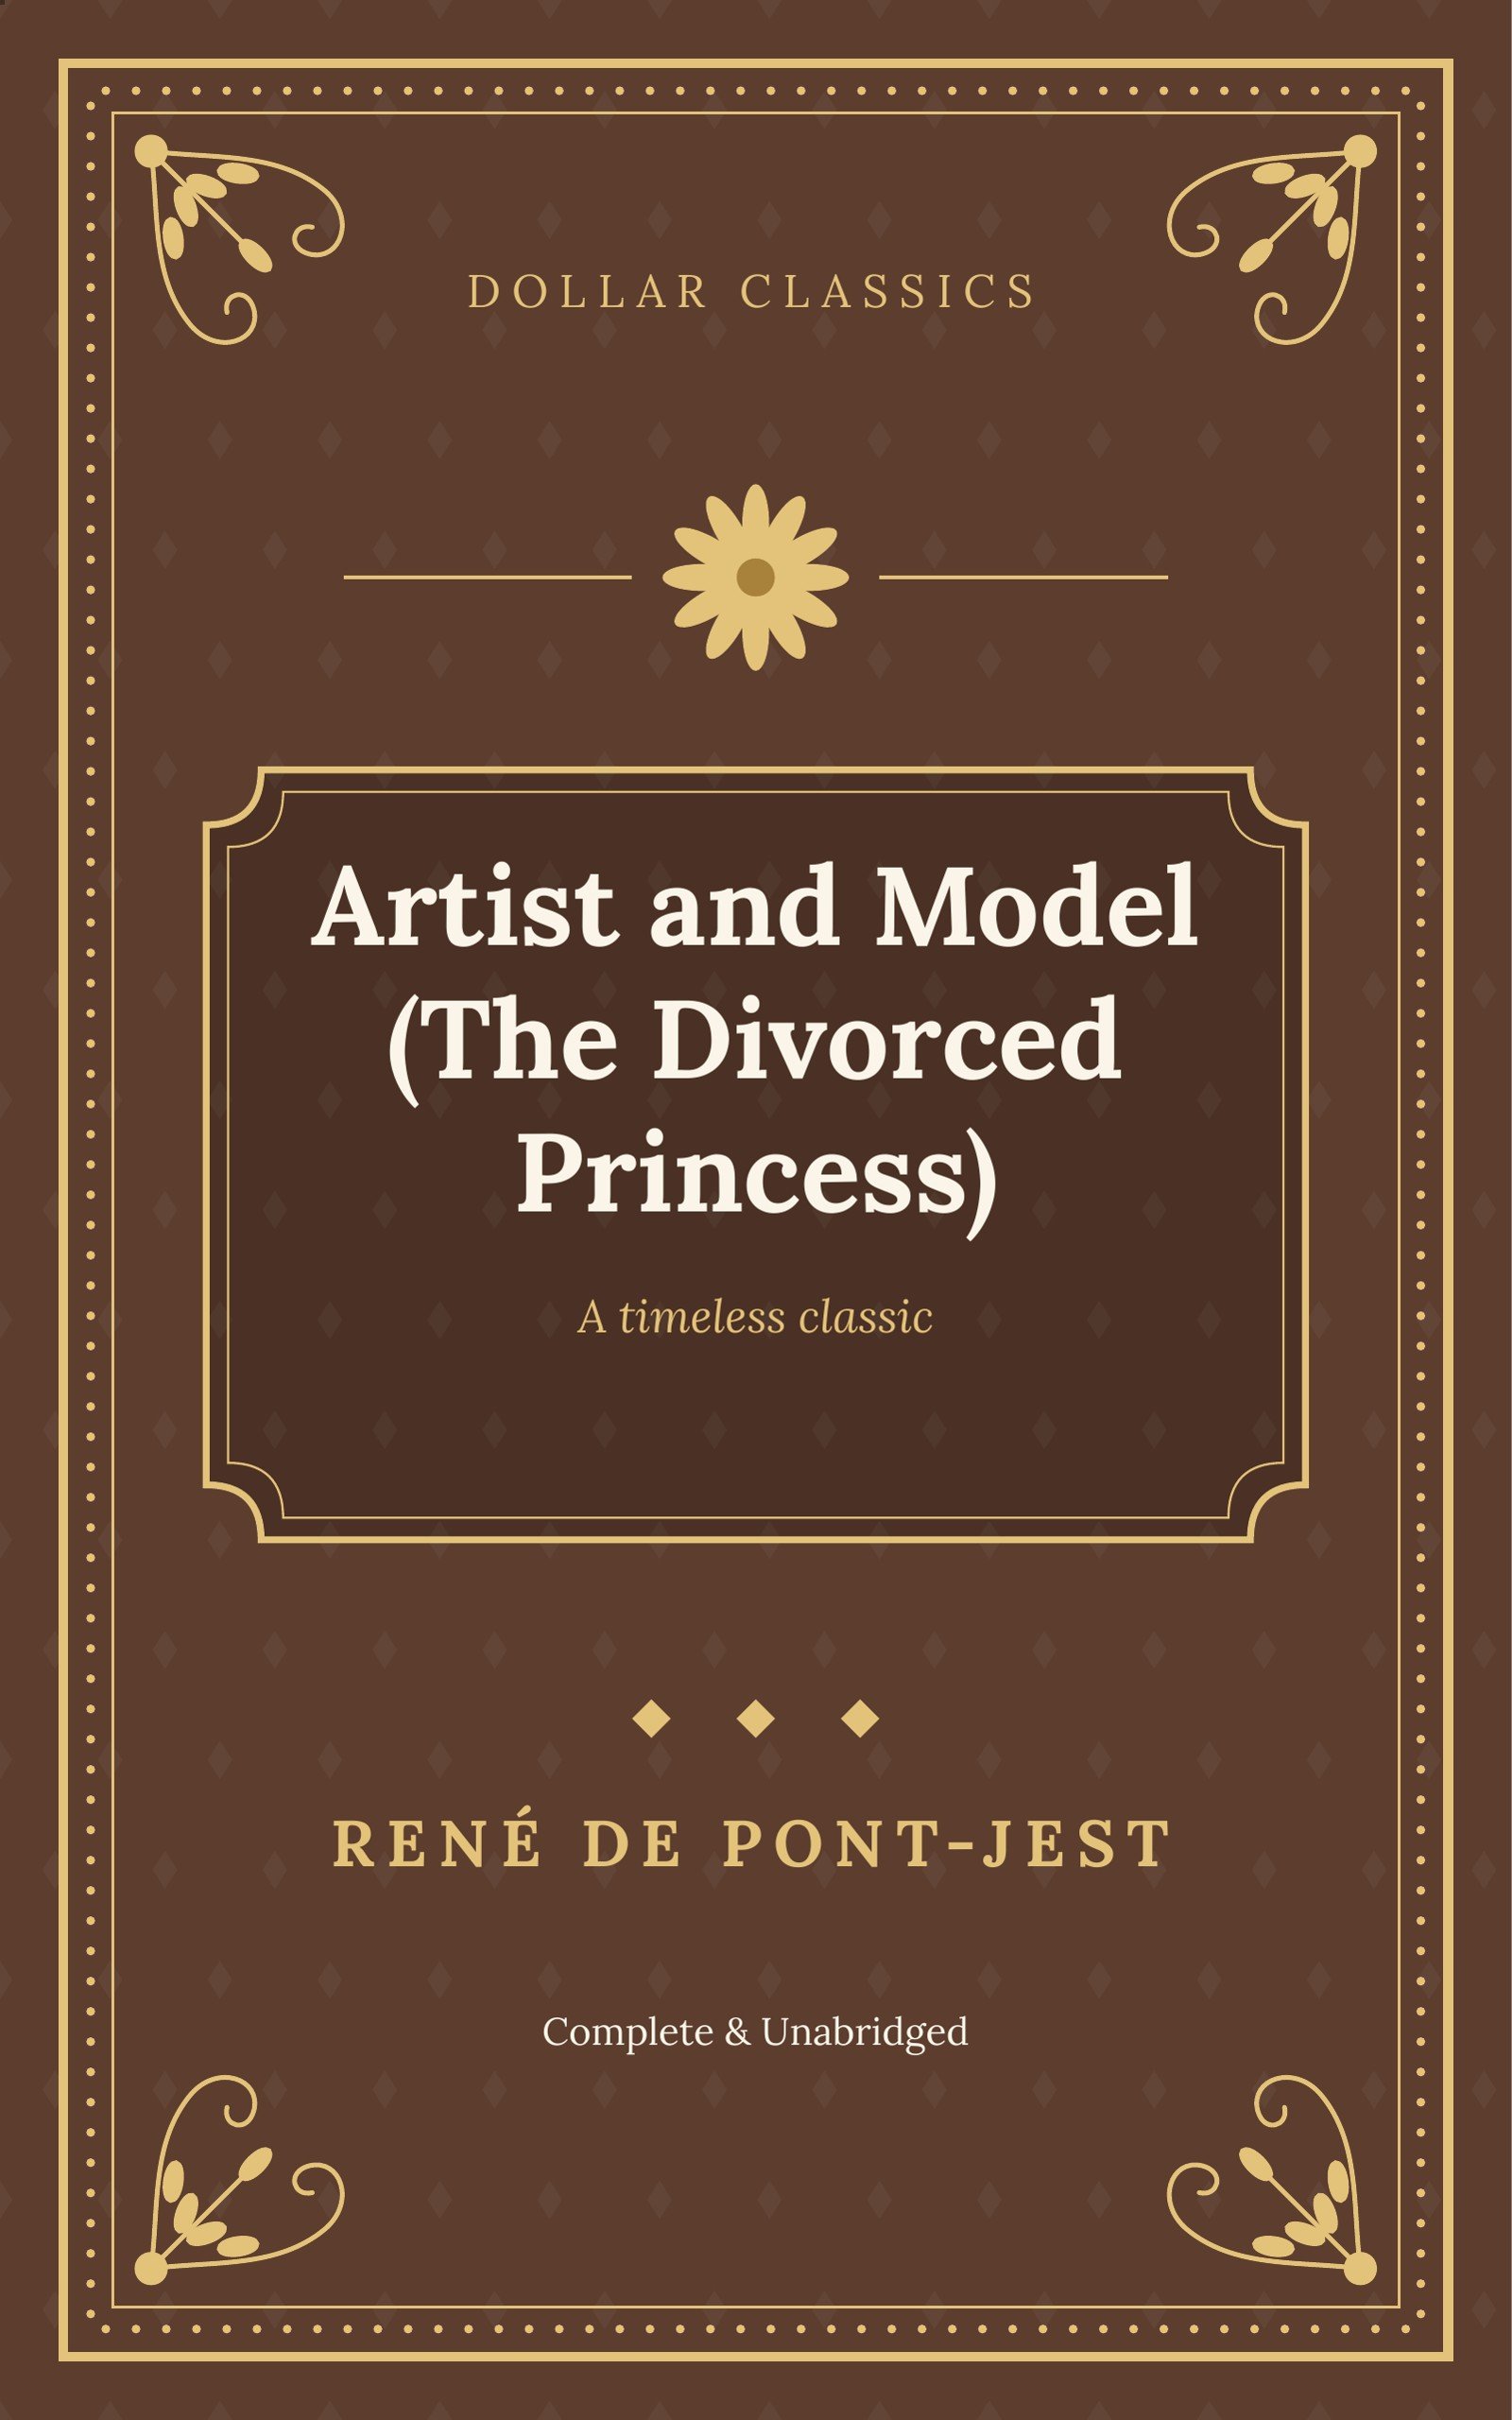 DOLLAR CLASSICS
Artist and Model
(The Divorced
Princess)
A timeless classic
RENÉ DE PONT-JEST
Complete & Unabridged